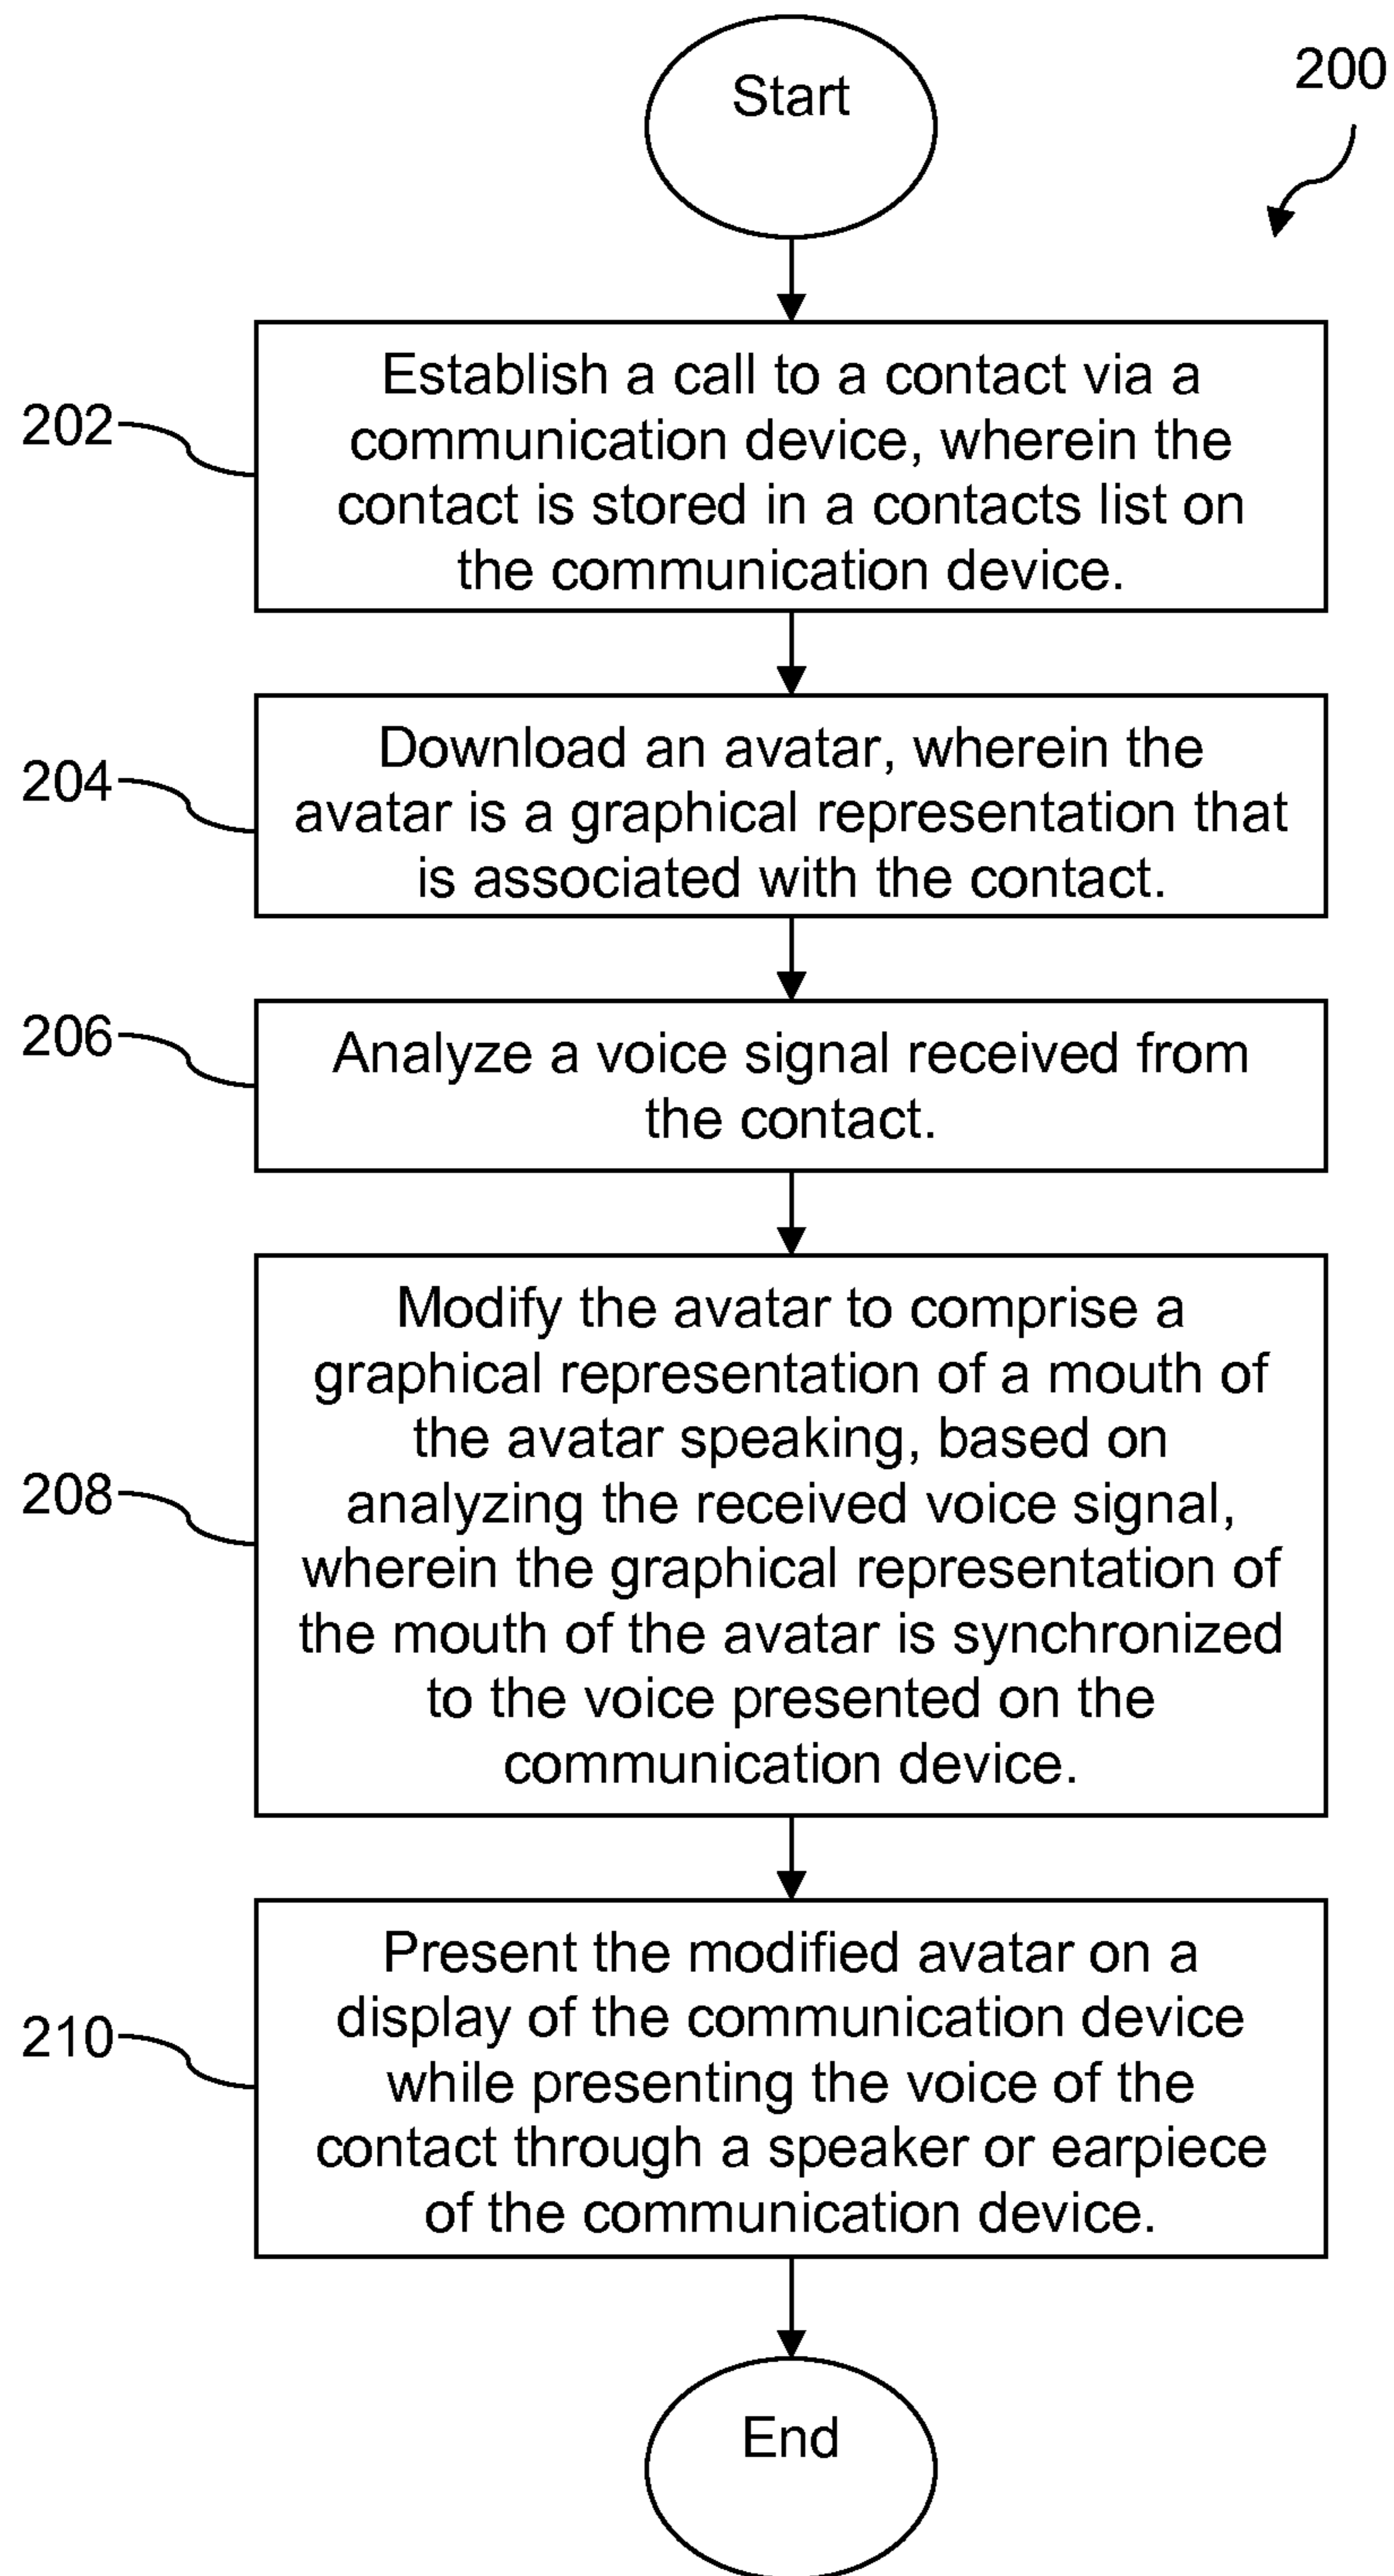 Start
200
202
Establish a call to a contact via a
communication device, wherein the
contact is stored in a contacts list on
the communication device.
204
Download an avatar, wherein the
avatar is a graphical representation that
is associated with the contact.
206
Analyze a voice signal received from
the contact.
208
Modify the avatar to comprise a
graphical representation of a mouth of
the avatar speaking, based on
analyzing the received voice signal,
wherein the graphical representation of
the mouth of the avatar is synchronized
to the voice presented on the
communication device.
210
Present the modified avatar on a
display of the communication device
while presenting the voice of the
contact through a speaker or earpiece
of the communication device.
End